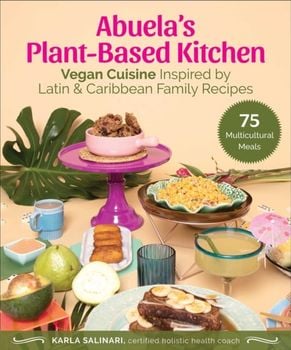 Abuela's
Plant-Based Kitchen
Vegan Cuisine Inspired by
Latin & Caribbean Family Recipes
75
Multicultural
Meals
KARLA SALINARI, certified holistic health coach